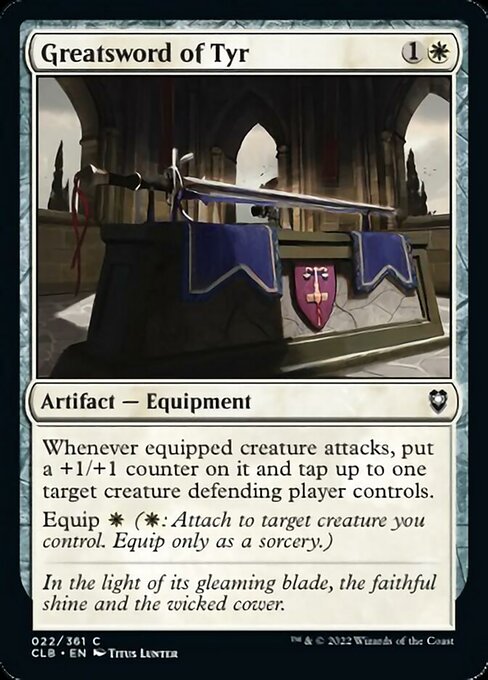 Greatsword of Tyr 1
Artifact — Equipment
Whenever equipped creature attacks, put
a +1/+1 counter on it and tap up to one
target creature defending player controls.
Equip (: Attach to target creature you
control. Equip only as a sorcery.)
In the light of its gleaming blade, the faithful
shine and the wicked cower.
022/361 C
CLB • EN Titus Lunter
™ & © 2022 Wizards of the Coast